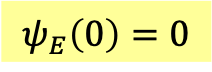 ψ_E(0) = 0